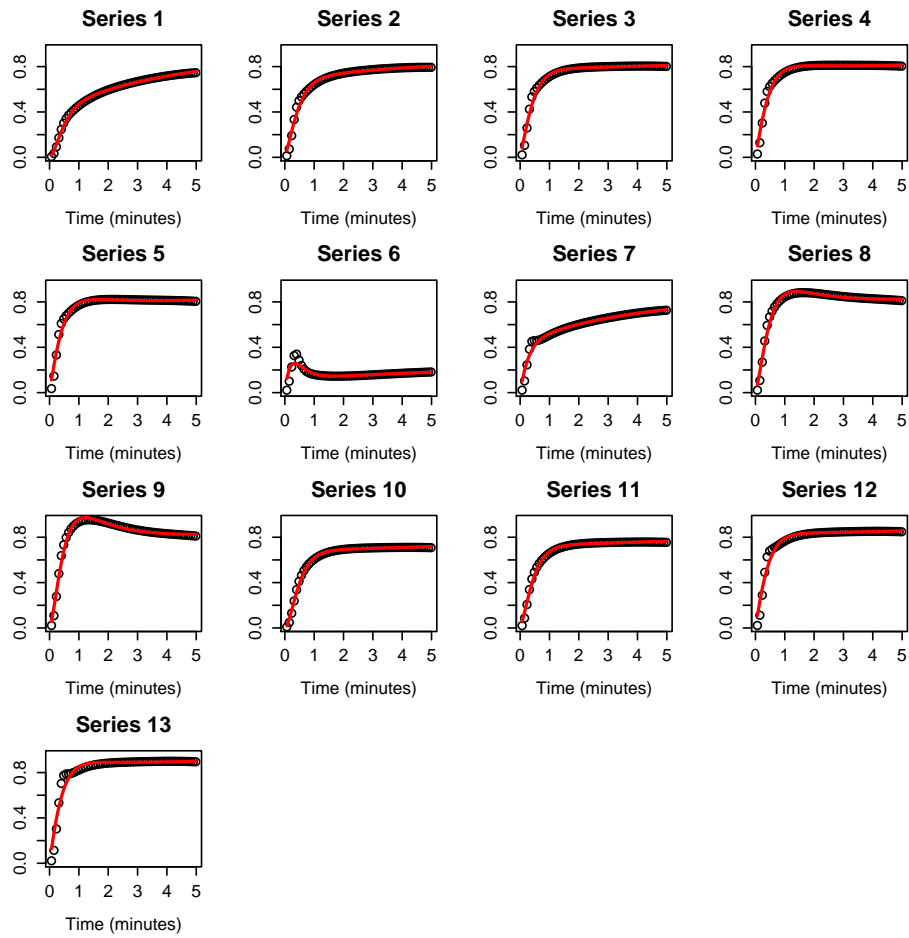 Series 1 Series 2 Series 3 Series 4
0.0 0.4 0.8
0.0 0.4 0.8
0.0 0.4 0.8
0.0 0.4 0.8
0 1 2 3 4 5 0 1 2 3 4 5 0 1 2 3 4 5 0 1 2 3 4 5
Time (minutes) Time (minutes) Time (minutes) Time (minutes)
Series 5 Series 6 Series 7 Series 8
0.0 0.4 0.8
0.0 0.4 0.8
0.0 0.4 0.8
0.0 0.4 0.8
0 1 2 3 4 5 0 1 2 3 4 5 0 1 2 3 4 5 0 1 2 3 4 5
Time (minutes) Time (minutes) Time (minutes) Time (minutes)
Series 9 Series 10 Series 11 Series 12
0.0 0.4 0.8
0.0 0.4 0.8
0.0 0.4 0.8
0.0 0.4 0.8
0 1 2 3 4 5 0 1 2 3 4 5 0 1 2 3 4 5 0 1 2 3 4 5
Time (minutes) Time (minutes) Time (minutes) Time (minutes)
Series 13
0.0 0.4 0.8
0 1 2 3 4 5
Time (minutes)